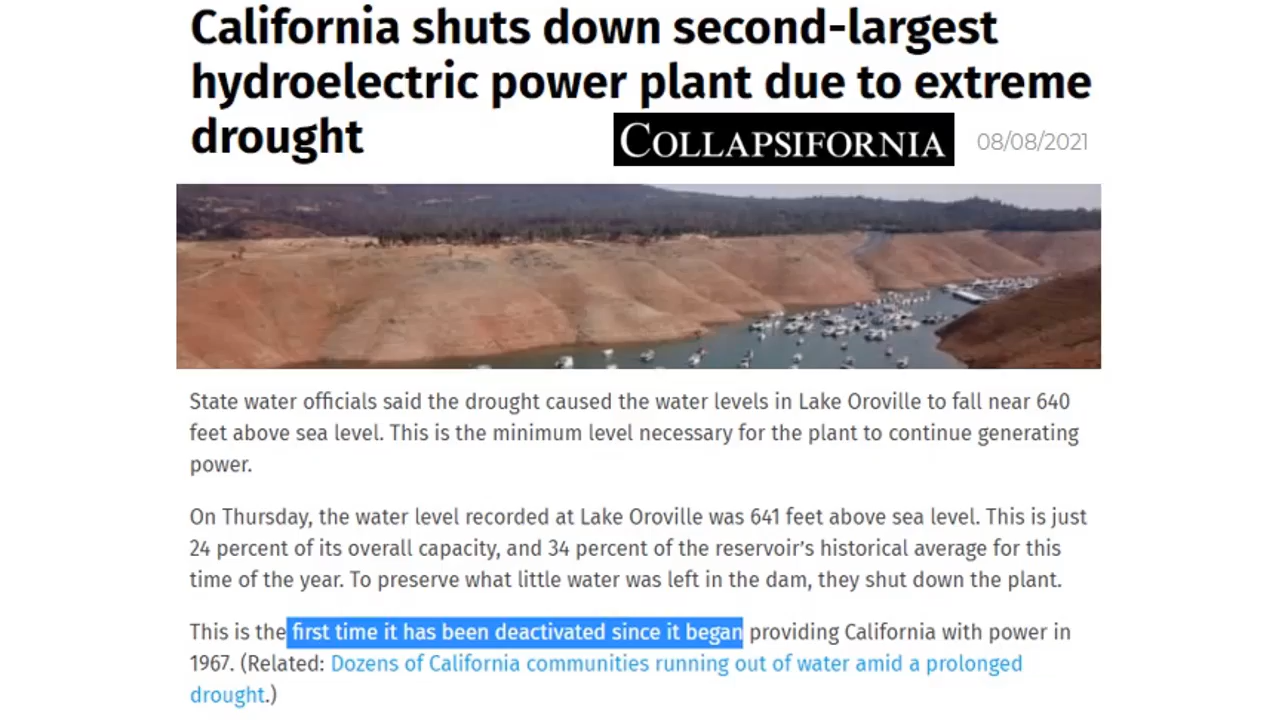 California shuts down second-largest
hydroelectric power plant due to extreme
drought
COLLAPSIFORNIA
08/08/2021
State water officials said the drought caused the water levels in Lake Oroville to fall near 640
feet above sea level. This is the minimum level necessary for the plant to continue generating
power.
On Thursday, the water level recorded at Lake Oroville was 641 feet above sea level. This is just
24 percent of its overall capacity, and 34 percent of the reservoir's historical average for this
time of the year. To preserve what little water was left in the dam, they shut down the plant.
This is the first time it has been deactivated since it began providing California with power in
1967. (Related: Dozens of California communities running out of water amid a prolonged
drought.)